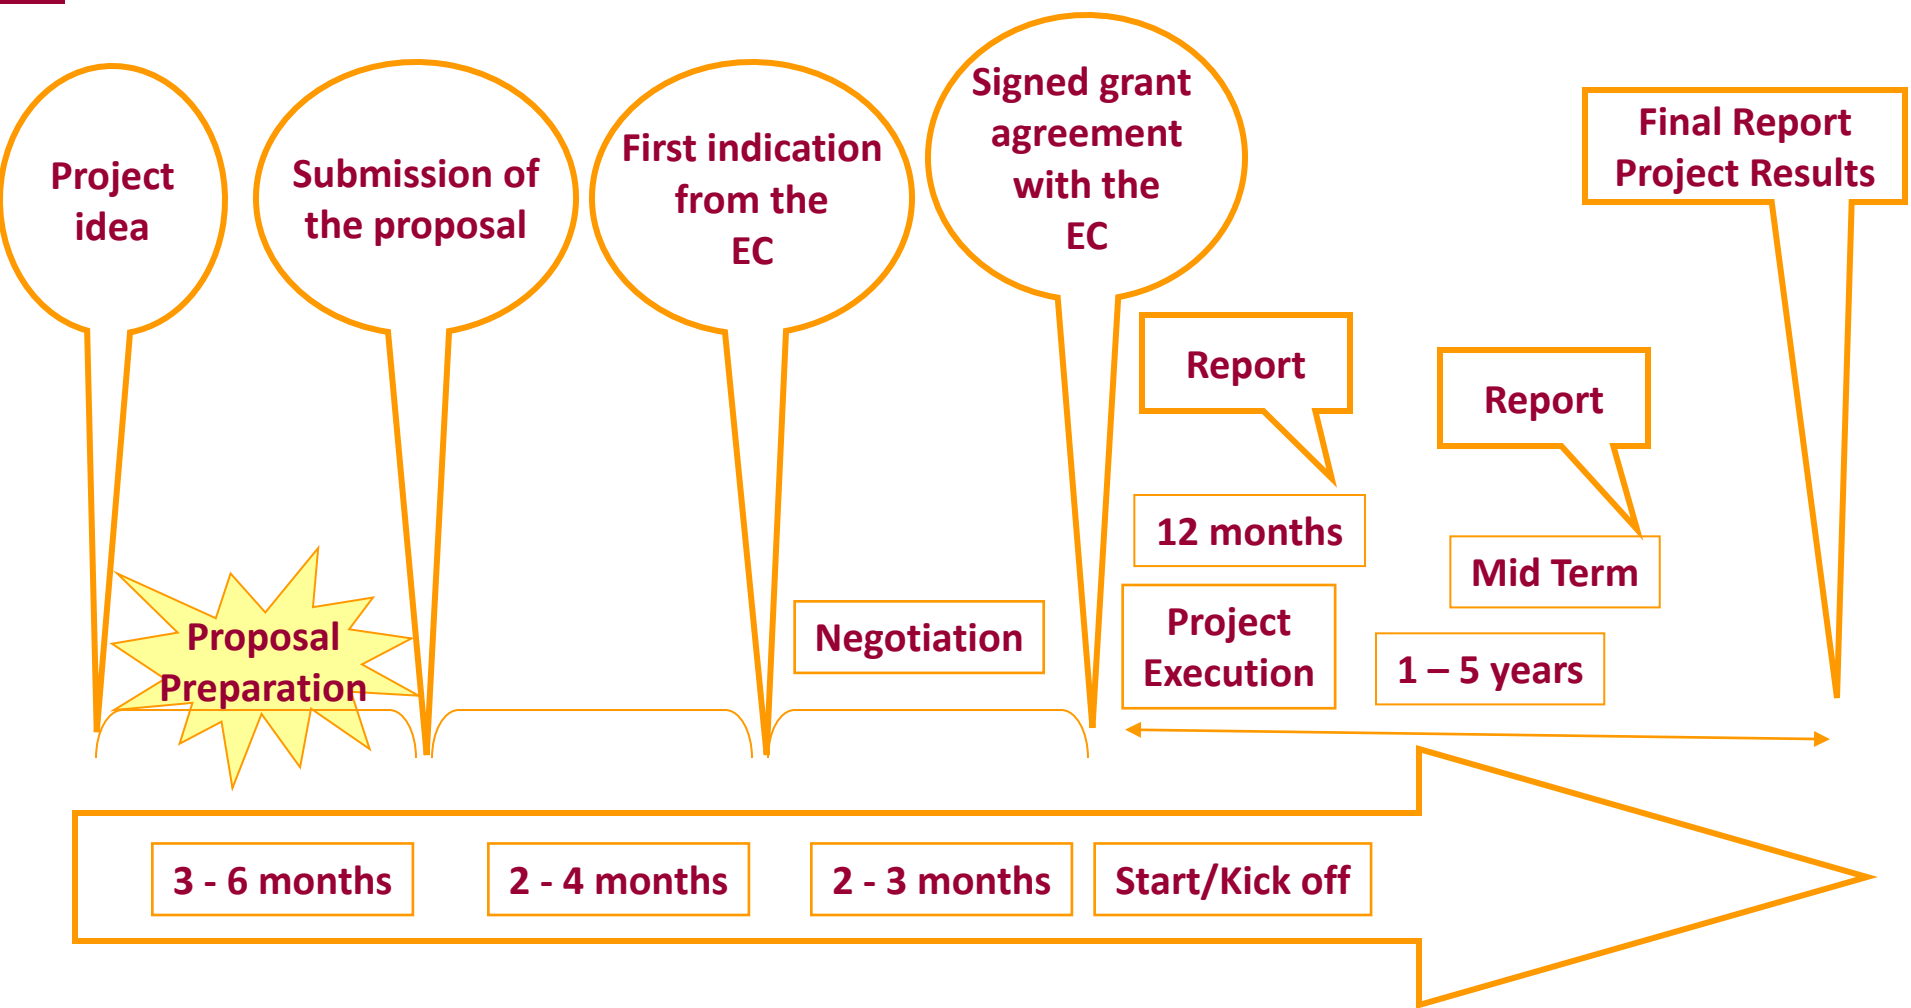 Project
idea
Submission of
the proposal
First indication
from the
EC
Signed grant
agreement
with the
EC
Final Report
Project Results
Report
Report
12 months
Mid Term
Proposal
Preparation
Negotiation
Project
Execution
1 – 5 years
3 - 6 months
2 - 4 months
2 - 3 months
Start/Kick off